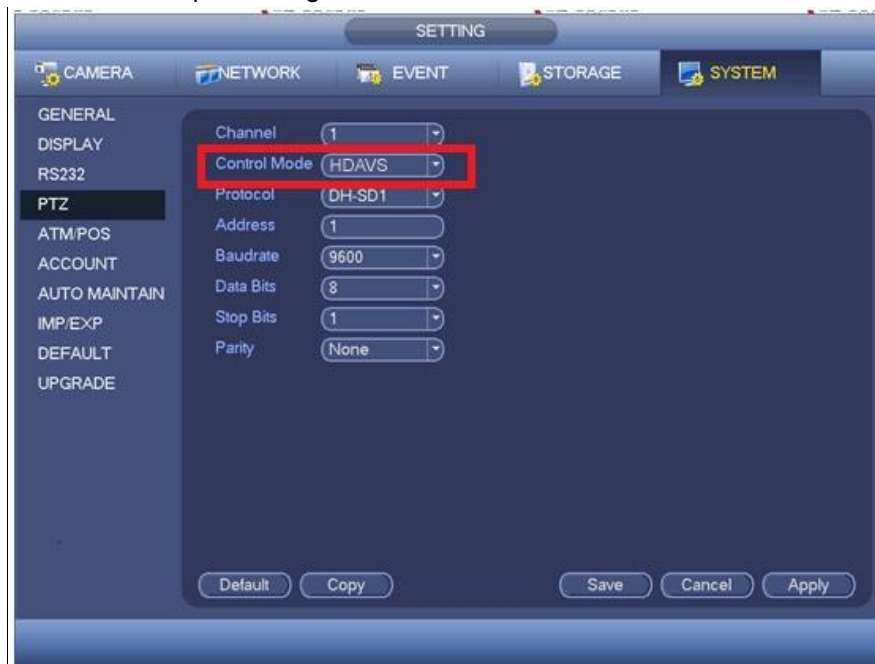 SETTING
CAMERA NETWORK EVENT STORAGE SYSTEM
GENERAL
DISPLAY
RS232
PTZ
ATM/POS
ACCOUNT
AUTO MAINTAIN
IMP/EXP
DEFAULT
UPGRADE
Channel 1
Control Mode HDAVS
Protocol DH-SD1
Address 1
Baudrate 9600
Data Bits 8
Stop Bits 1
Parity None
Default Copy Save Cancel Apply